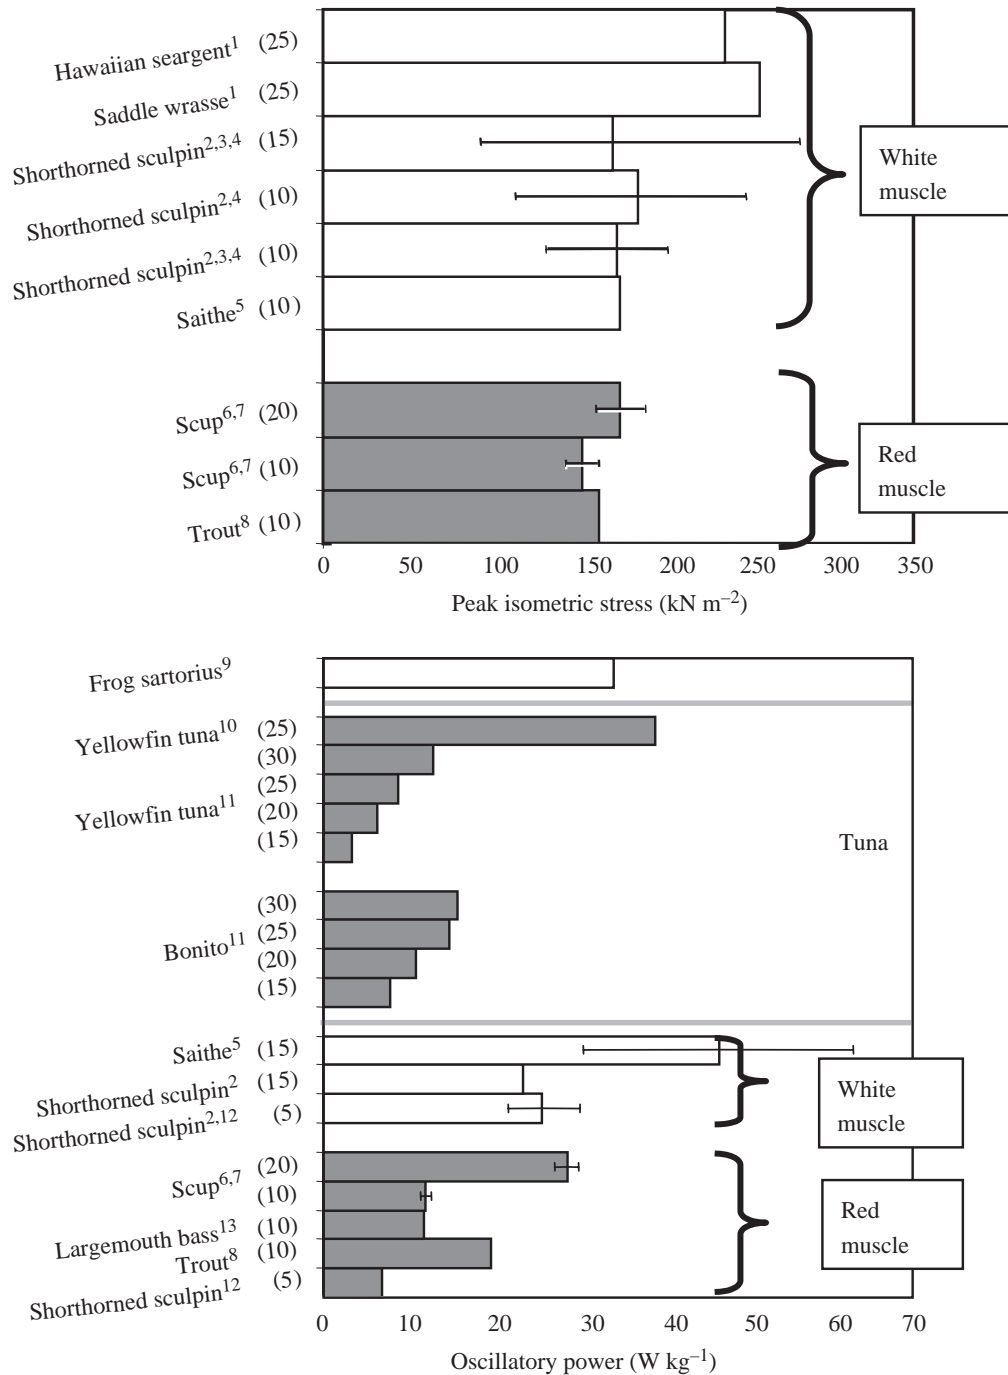 Hawaiian seargent1 (25)
Saddle wrasse1 (25)
Shorthorned sculpin2,3,4 (15)
Shorthorned sculpin2,4 (10)
Shorthorned sculpin2,3,4 (10)
Saithe5 (10)
White
muscle
Scup6,7 (20)
Scup6,7 (10)
Trout8 (10)
Red
muscle
0 50 100 150 200 250 300 350
Peak isometric stress (kN m–2)
Frog sartorius9
Yellowfin tuna10 (25)
(30)
(25)
Yellowfin tuna11 (20)
(15)
Tuna
(30)
Bonito11 (25)
(20)
(15)
Saithe5 (15)
Shorthorned sculpin2 (15)
Shorthorned sculpin2,12 (5)
White
muscle
Scup6,7 (20)
(10)
Largemouth bass13 (10)
Trout8 (10)
Shorthorned sculpin12 (5)
Red
muscle
0 10 20 30 40 50 60 70
Oscillatory power (W kg–1)